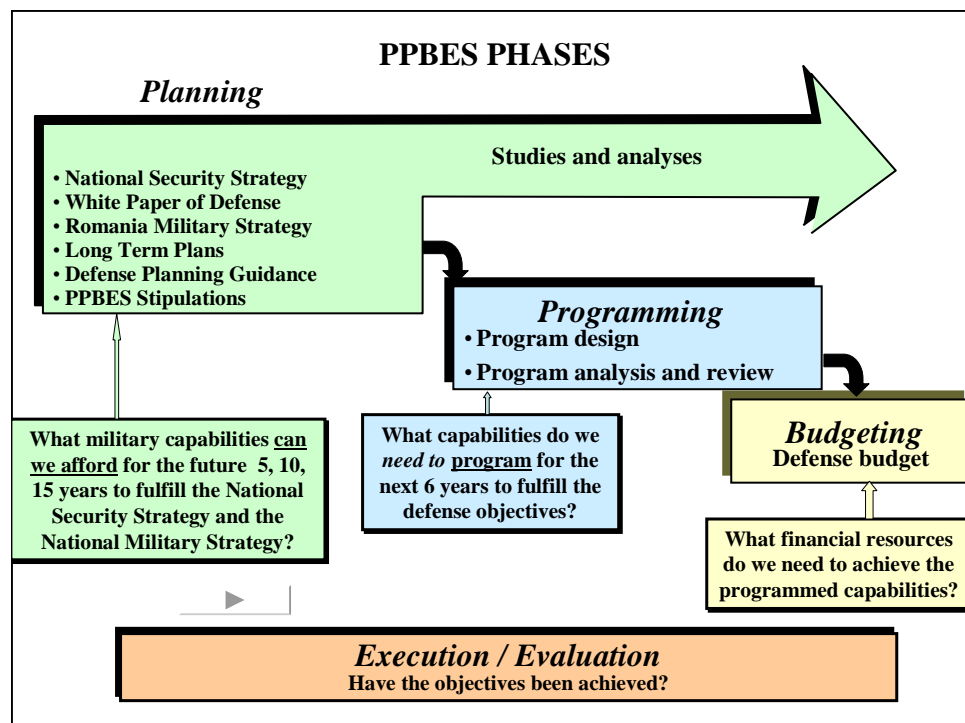 PPBES PHASES
Planning
Studies and analyses
• National Security Strategy
• White Paper of Defense
• Romania Military Strategy
• Long Term Plans
• Defense Planning Guidance
• PPBES Stipulations
Programming
• Program design
• Program analysis and review
Budgeting
Defense budget
What military capabilities can
we afford for the future 5, 10,
15 years to fulfill the National
Security Strategy and the
National Military Strategy?
What capabilities do we
need to program for the
next 6 years to fulfill the
defense objectives?
What financial resources
do we need to achieve the
programmed capabilities?
Execution / Evaluation
Have the objectives been achieved?